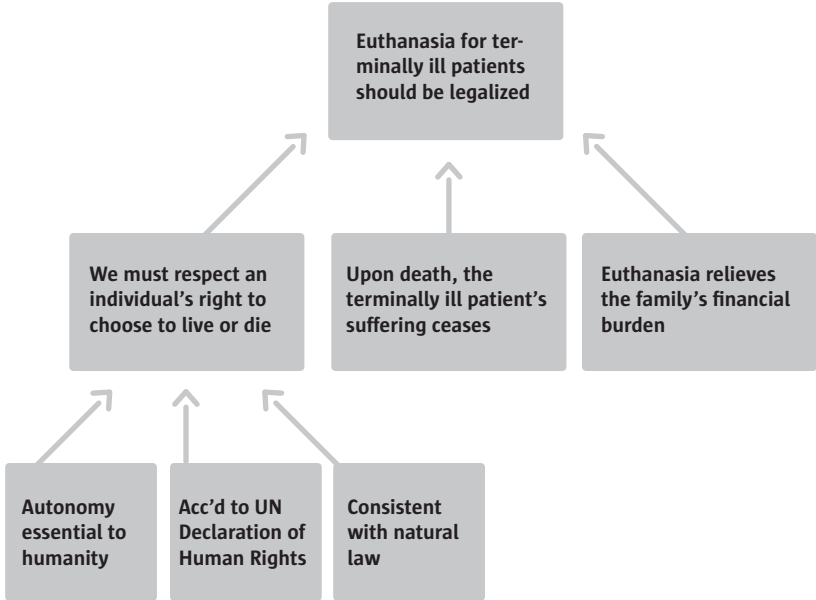 Euthanasia for ter-
minally ill patients
should be legalized
We must respect an
individual's right to
choose to live or die
Upon death, the
terminally ill patient's
suffering ceases
Euthanasia relieves
the family's financial
burden
Autonomy
essential to
humanity
Acc'd to UN
Declaration of
Human Rights
Consistent
with natural
law